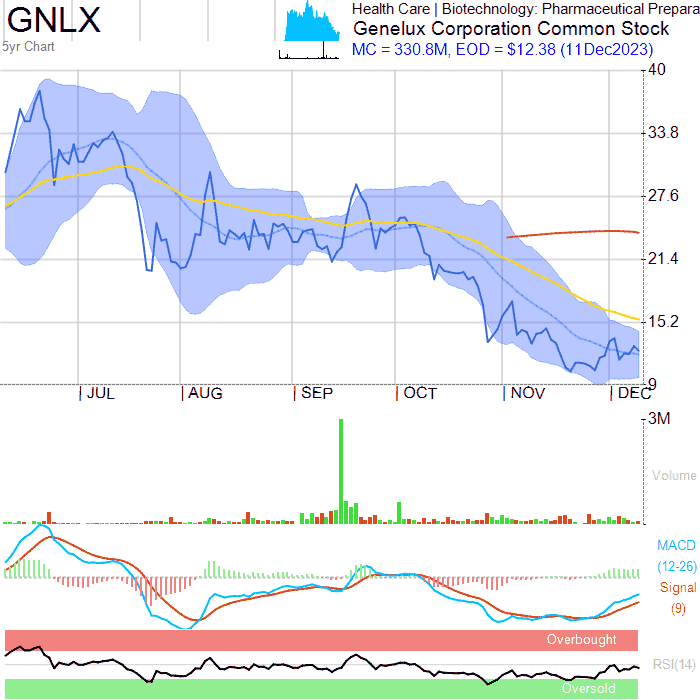 GNLX
5yr Chart
Health Care | Biotechnology: Pharmaceutical Prepara
Genelux Corporation Common Stock
MC = 330.8M, EOD = $12.38 (11Dec2023)
40
33.8
27.6
21.4
15.2
9
JUL AUG SEP OCT NOV DEC
3M
Volume
MACD
(12-26)
Signal
(9)
Overbought
RSI(14)
Oversold